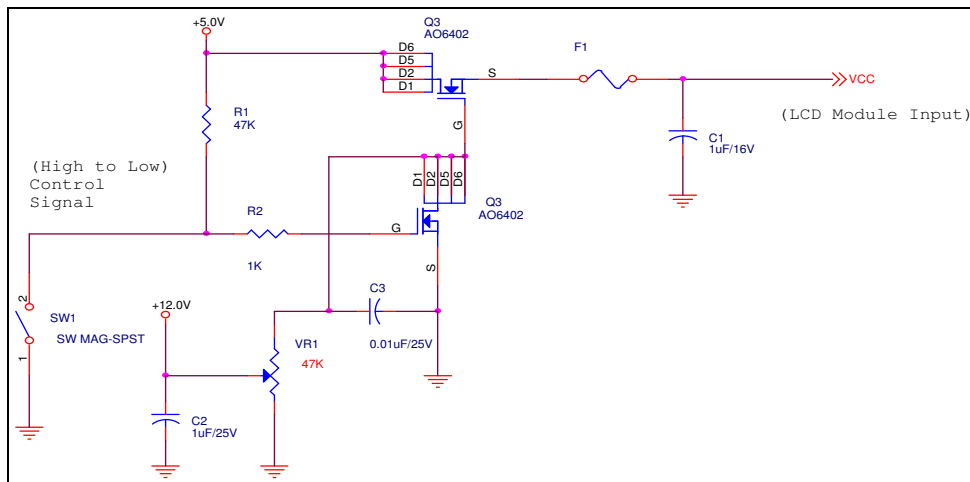 +5.0V
Q3
AO6402
D6
D5
D2
D1
S
G
F1
VCC
(LCD Module Input)
C1
1uF/16V
R1
47K
(High to Low)
Control
Signal
D1
D2
D5
D6
Q3
AO6402
R2
1K
G
S
2
1
SW1
SW MAG-SPST
+12.0V
C3
0.01uF/25V
VR1
47K
C2
1uF/25V